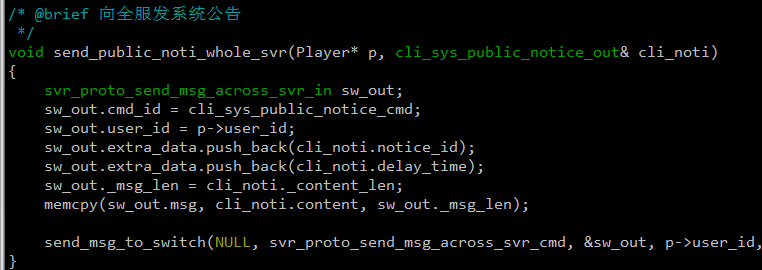 /* @brief 向全服发系统公告
 */
void send_public_noti_whole_svr(Player* p, cli_sys_public_notice_out& cli_noti)
{
    svr_proto_send_msg_across_svr_in sw_out;
    sw_out.cmd_id = cli_sys_public_notice_cmd;
    sw_out.user_id = p->user_id;
    sw_out.extra_data.push_back(cli_noti.notice_id);
    sw_out.extra_data.push_back(cli_noti.delay_time);
    sw_out._msg_len = cli_noti._content_len;
    memcpy(sw_out.msg, cli_noti.content, sw_out._msg_len);
    send_msg_to_switch(NULL, svr_proto_send_msg_across_svr_cmd, &sw_out, p->user_id,
}